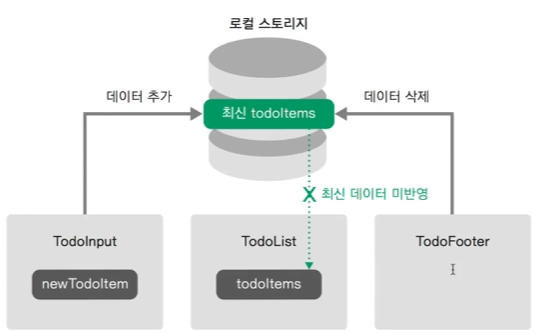 로컬 스토리지
데이터 추가
최신 todoItems
데이터 삭제
X 최신 데이터 미반영
TodoInput
TodoList
TodoFooter
newTodoItem
todoItems